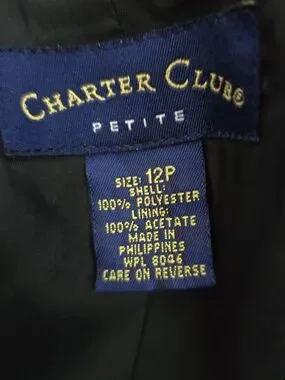 CHARTER CLUB®
PETITE
SIZE: 12P
SHELL:
100% POLYESTER
LINING:
100% ACETATE
MADE IN
PHILIPPINES
WPL 8046
CARE ON REVERSE